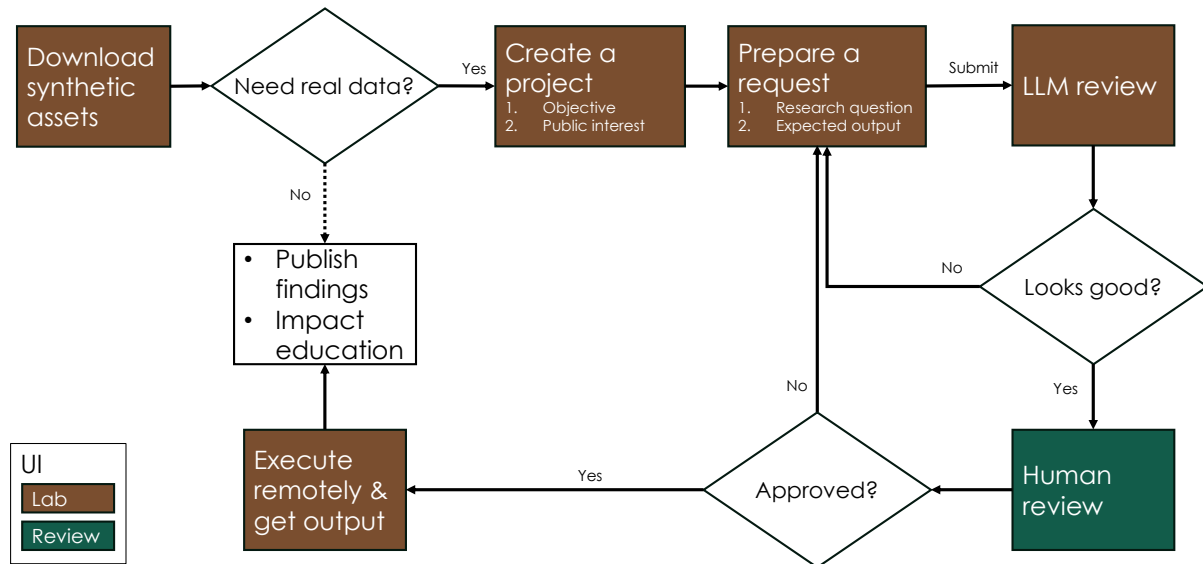 Download
synthetic
assets
Need real data?
Yes
Create a
project
1. Objective
2. Public interest
Prepare a
request
1. Research question
2. Expected output
Submit
LLM review
No
• Publish
findings
• Impact
education
No
Looks good?
Yes
No
UI
Lab
Review
Execute
remotely &
get output
Yes
Approved?
Human
review